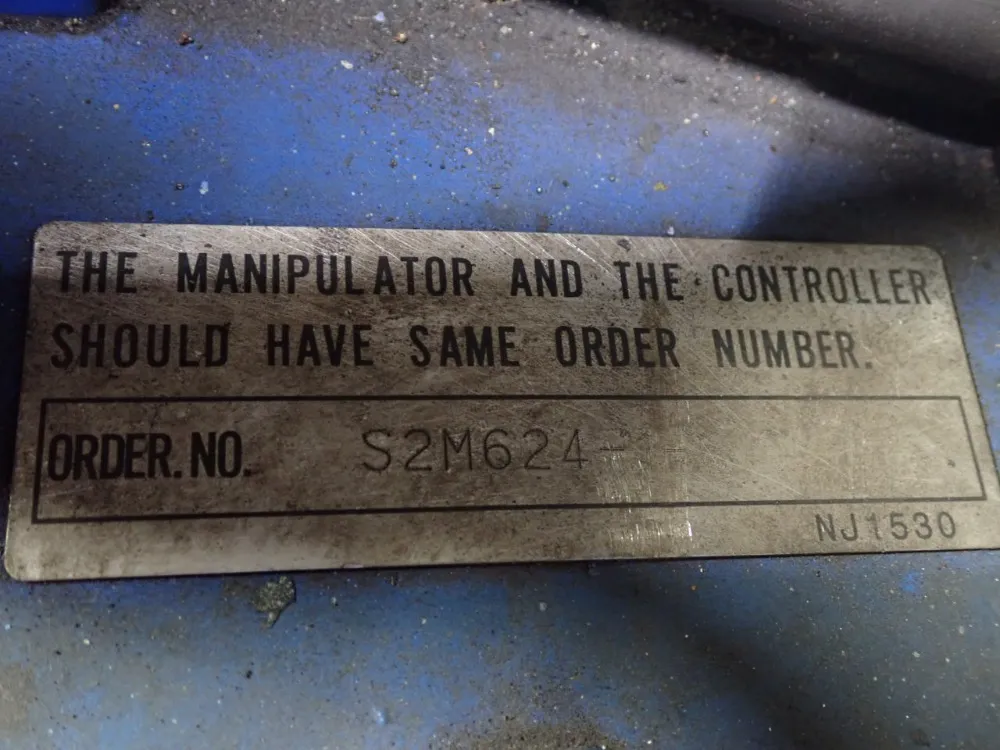 THE MANIPULATOR AND THE CONTROLLER
SHOULD HAVE SAME ORDER NUMBER.
ORDER.NO. S2M624-
NJ1530